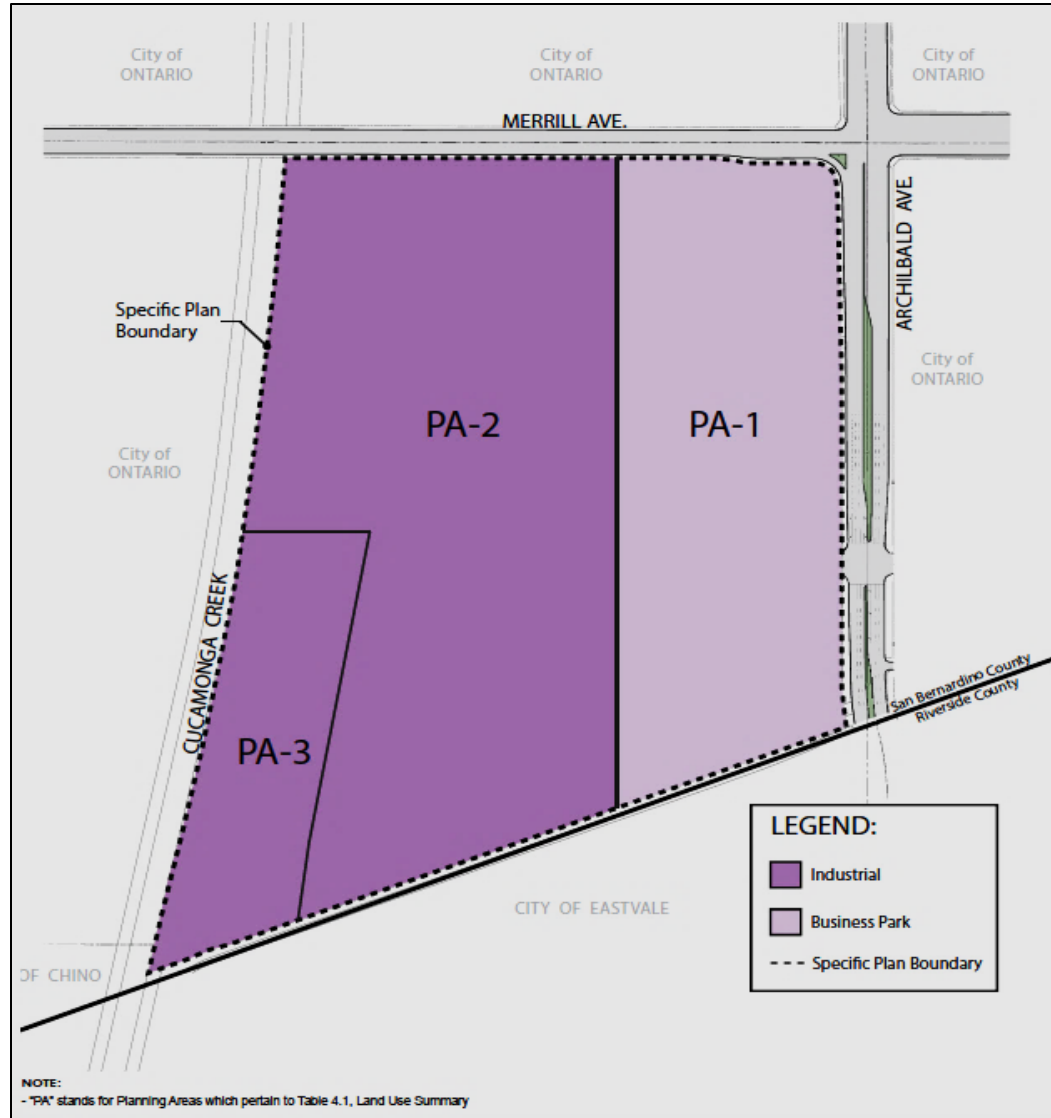 City of
ONTARIO
City of
ONTARIO
City of
ONTARIO
MERRILL AVE.
ARCHILBALD AVE.
Specific Plan
Boundary
City of
ONTARIO
PA-2
PA-1
City of
ONTARIO
CUCAMONGA CREEK
San Bernardino County
Riverside County
PA-3
LEGEND:
Industrial
Business Park
Specific Plan Boundary
CITY OF EASTVALE
OF CHINO
NOTE:
- "PA" stands for Planning Areas which pertain to Table 4.1, Land Use Summary